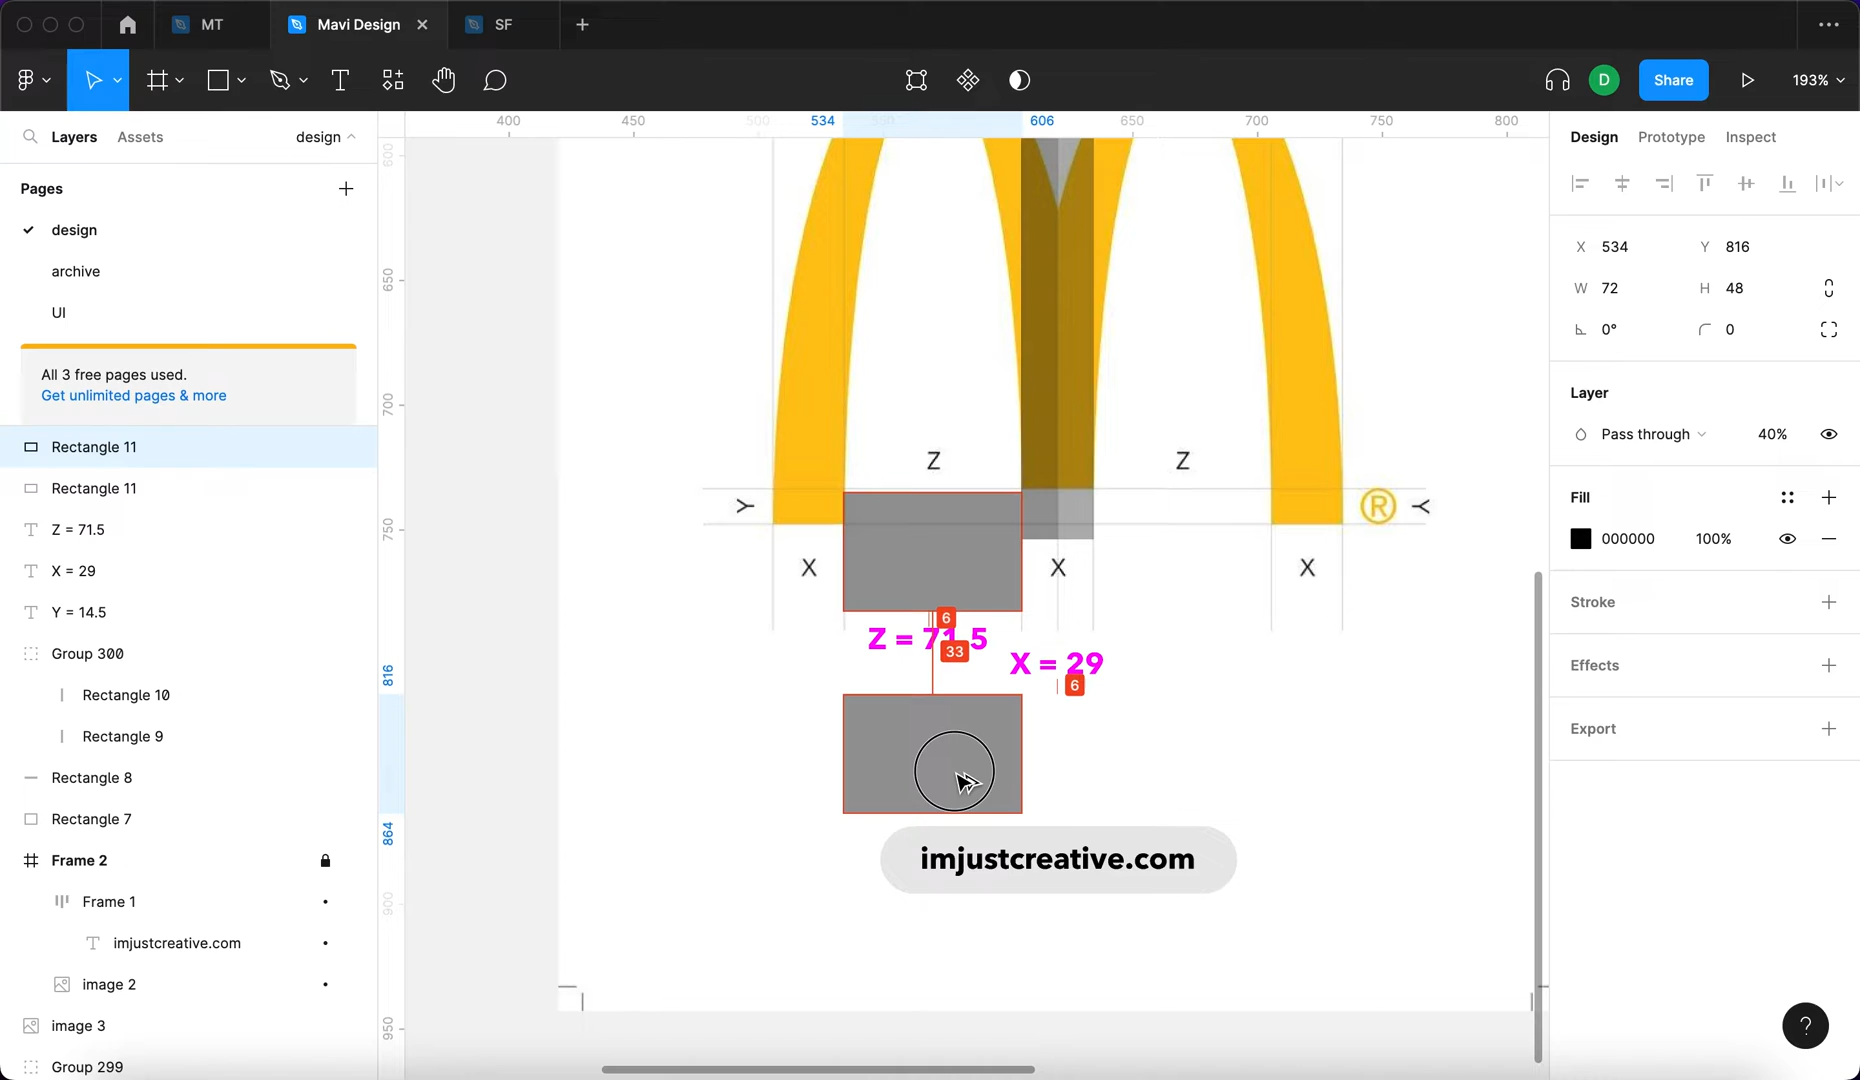 MT
Mavi Design
SF
D
Share
193%
Layers
Assets
design
Pages
design
archive
UI
All 3 free pages used.
Get unlimited pages & more
Rectangle 11
Rectangle 11
Z = 71.5
X = 29
Y = 14.5
Group 300
Rectangle 10
Rectangle 9
Rectangle 8
Rectangle 7
Frame 2
Frame 1
imjustcreative.com
image 2
image 3
Group 299
400 450 500 534 550 606 650 700 750 800
600
650
700
750
816
864
900
950
Z Z
Y ® Y
X X X
6
Z = 71.5
33
X = 29
6
imjustcreative.com
Design Prototype Inspect
X 534 Y 816
W 72 H 48
0° 0
Layer
Pass through 40%
Fill
000000 100%
Stroke
Effects
Export
?